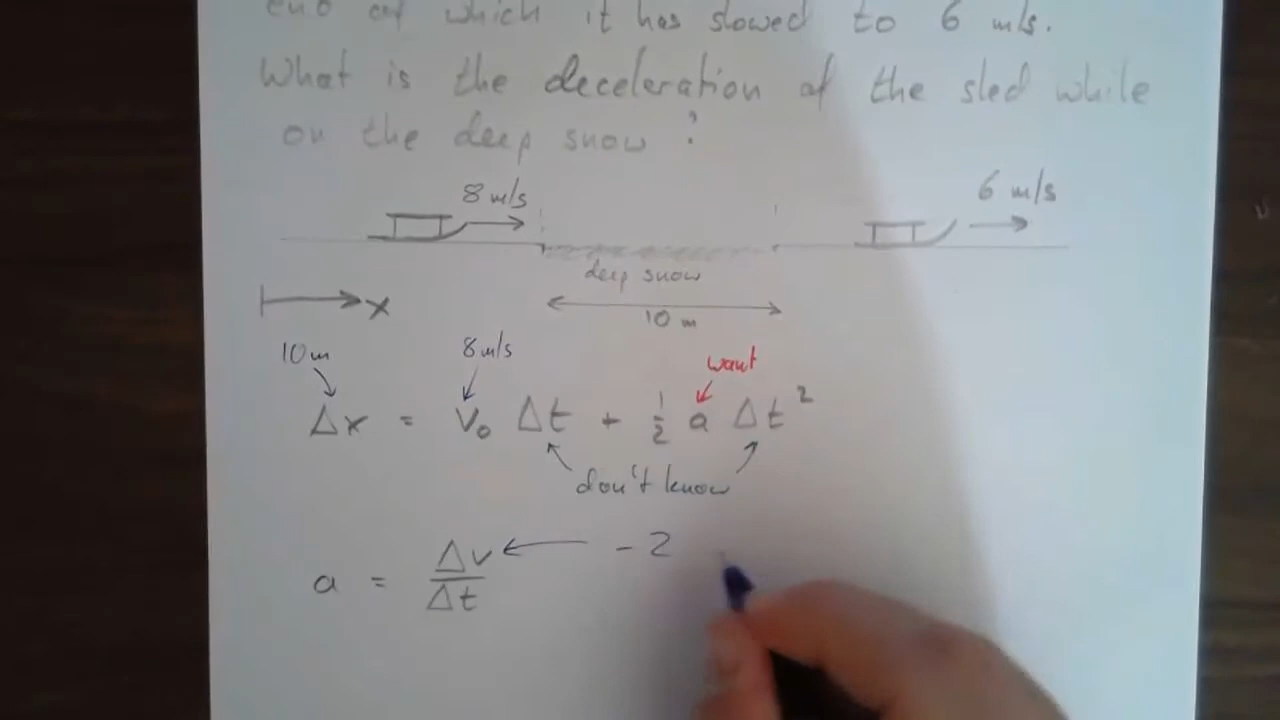 end of which it has slowed to 6 m/s.
What is the deceleration of the sled while
on the deep snow?
8 m/s
6 m/s
deep snow
x
10 m
10m
8 m/s
want
Δx = v₀ Δt + ½ a Δt²
don't know
a = Δv/Δt ← -2